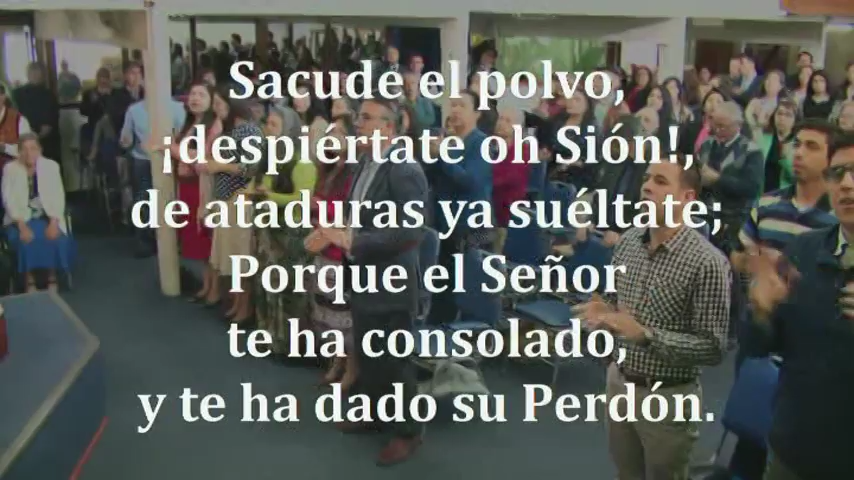 Sacude el polvo,
¡despiértate oh Sión!,
de ataduras ya suéltate;
Porque el Señor
te ha consolado,
y te ha dado su Perdón.